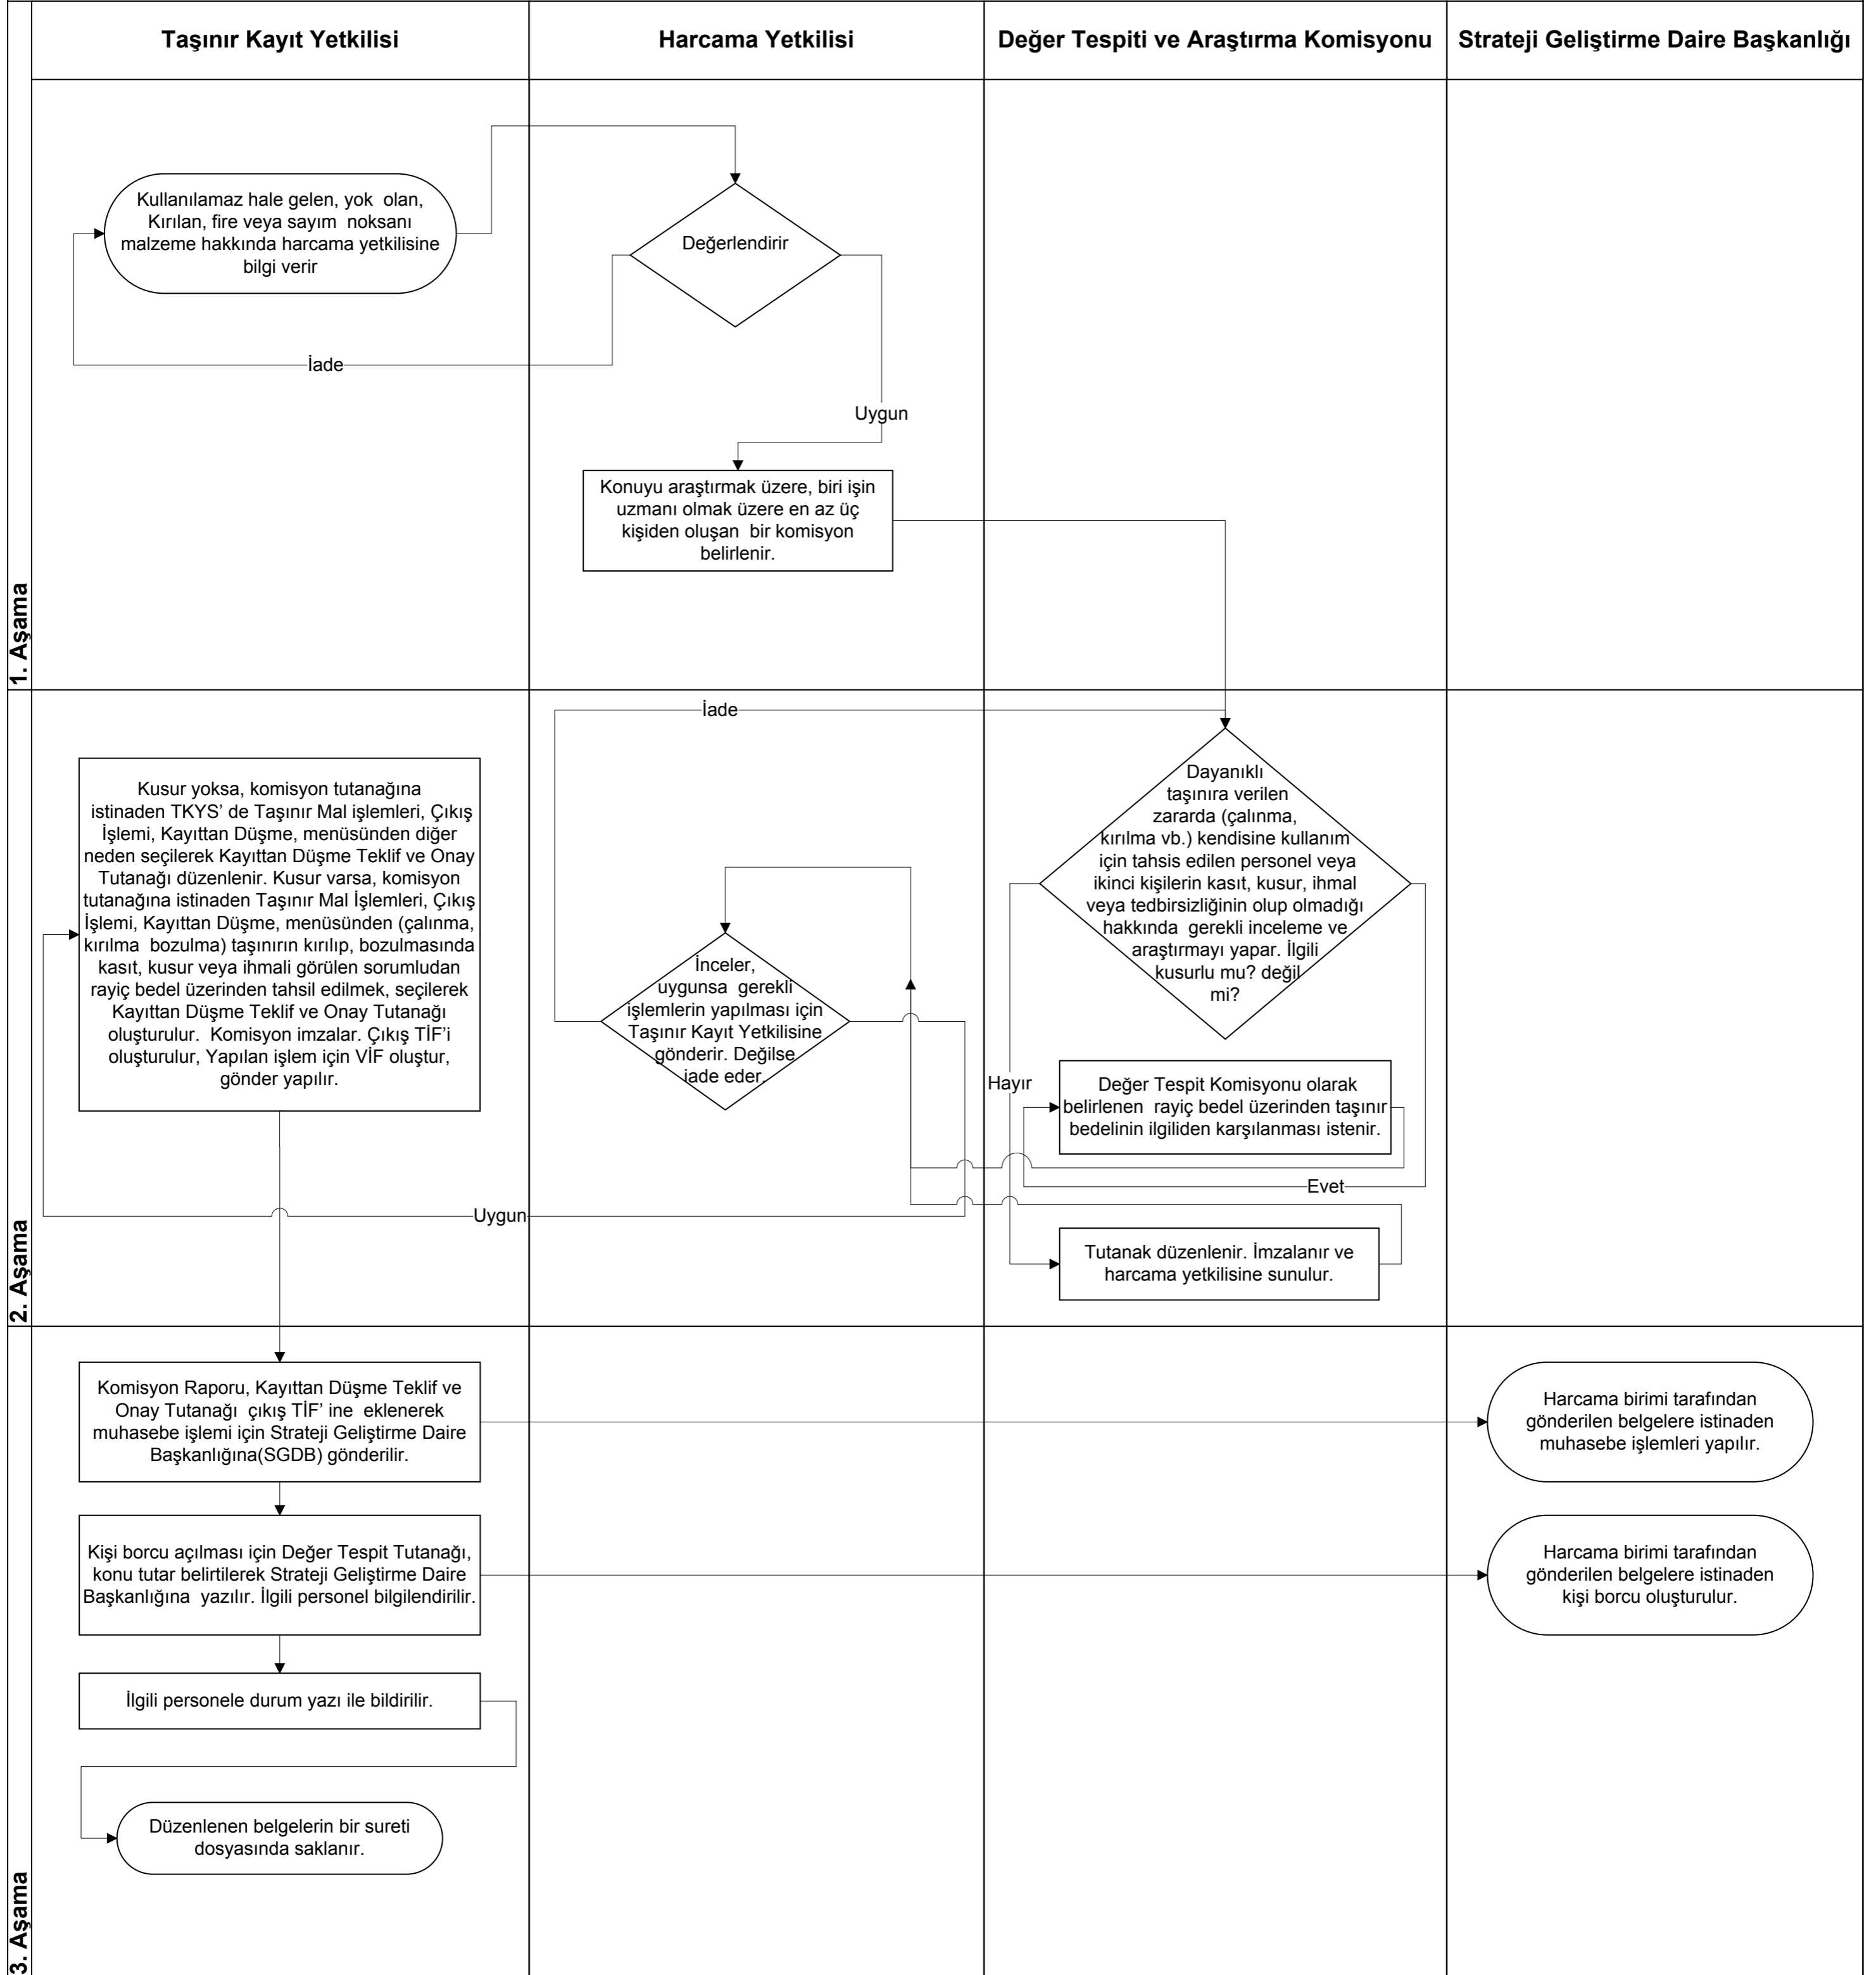 Taşınır Kayıt Yetkilisi
Harcama Yetkilisi
Değer Tespiti ve Araştırma Komisyonu
Strateji Geliştirme Daire Başkanlığı
1. Aşama
Kullanılamaz hale gelen, yok olan,
Kırılan, fire veya sayım noksanı
malzeme hakkında harcama yetkilisine
bilgi verir
Değerlendirir
İade
Uygun
Konuyu araştırmak üzere, biri işin
uzmanı olmak üzere en az üç
kişiden oluşan bir komisyon
belirlenir.
2. Aşama
Kusur yoksa, komisyon tutanağına
istinaden TKYS’ de Taşınır Mal işlemleri, Çıkış
İşlemi, Kayıttan Düşme, menüsünden diğer
neden seçilerek Kayıttan Düşme Teklif ve Onay
Tutanağı düzenlenir. Kusur varsa, komisyon
tutanağına istinaden Taşınır Mal İşlemleri, Çıkış
İşlemi, Kayıttan Düşme, menüsünden (çalınma,
kırılma bozulma) taşınırın kırılıp, bozulmasında
kasıt, kusur veya ihmali görülen sorumludan
rayiç bedel üzerinden tahsil edilmek, seçilerek
Kayıttan Düşme Teklif ve Onay Tutanağı
oluşturulur. Komisyon imzalar. Çıkış TİF’i
oluşturulur, Yapılan işlem için VİF oluştur,
gönder yapılır.
İade
İnceler,
uygunsa gerekli
işlemlerin yapılması için
Taşınır Kayıt Yetkilisine
gönderir. Değilse
iade eder.
Uygun
Dayanıklı
taşınıra verilen
zararda (çalınma,
kırılma vb.) kendisine kullanım
için tahsis edilen personel veya
ikinci kişilerin kasıt, kusur, ihmal
veya tedbirsizliğinin olup olmadığı
hakkında gerekli inceleme ve
araştırmayı yapar. İlgili
kusurlu mu? değil
mi?
Hayır
Değer Tespit Komisyonu olarak
belirlenen rayiç bedel üzerinden taşınır
bedelinin ilgiliden karşılanması istenir.
Evet
Tutanak düzenlenir. İmzalanır ve
harcama yetkilisine sunulur.
3. Aşama
Komisyon Raporu, Kayıttan Düşme Teklif ve
Onay Tutanağı çıkış TİF’ ine eklenerek
muhasebe işlemi için Strateji Geliştirme Daire
Başkanlığına(SGDB) gönderilir.
Harcama birimi tarafından
gönderilen belgelere istinaden
muhasebe işlemleri yapılır.
Kişi borcu açılması için Değer Tespit Tutanağı,
konu tutar belirtilerek Strateji Geliştirme Daire
Başkanlığına yazılır. İlgili personel bilgilendirilir.
Harcama birimi tarafından
gönderilen belgelere istinaden
kişi borcu oluşturulur.
İlgili personele durum yazı ile bildirilir.
Düzenlenen belgelerin bir sureti
dosyasında saklanır.